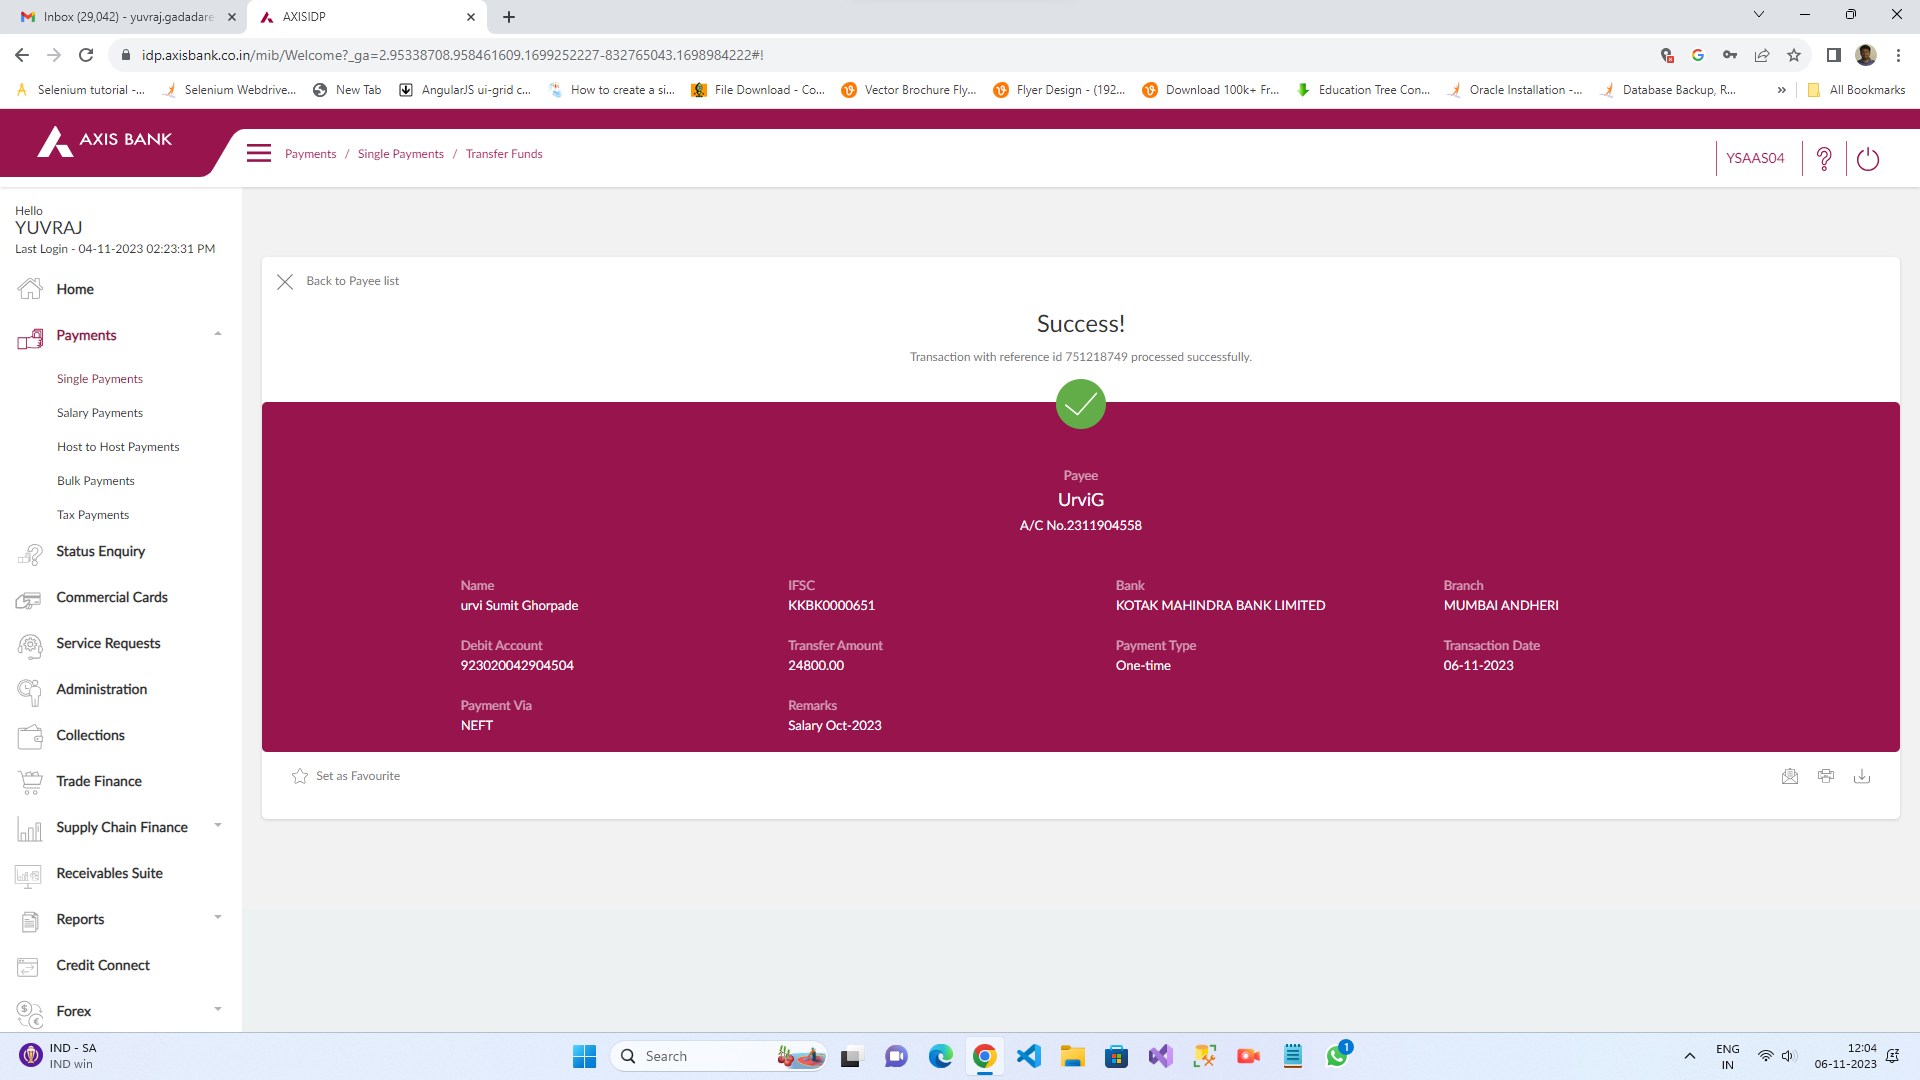 Inbox (29,042) - yuvraj.gadadare
AXISIDP
idp.axisbank.co.in/mib/Welcome?_ga=2.95338708.958461609.1699252227-832765043.1698984222#!
Selenium tutorial -... Selenium Webdrive... New Tab AngularJS ui-grid c... How to create a si... File Download - Co... Vector Brochure Fly... Flyer Design - (192... Download 100k+ Fr... Education Tree Con... Oracle Installation -... Database Backup, R... » All Bookmarks
AXIS BANK
Payments / Single Payments / Transfer Funds
YSAAS04
Hello
YUVRAJ
Last Login - 04-11-2023 02:23:31 PM
Home
Payments
Single Payments
Salary Payments
Host to Host Payments
Bulk Payments
Tax Payments
Status Enquiry
Commercial Cards
Service Requests
Administration
Collections
Trade Finance
Supply Chain Finance
Receivables Suite
Reports
Credit Connect
Forex
Back to Payee list
Success!
Transaction with reference id 751218749 processed successfully.
Payee
UrviG
A/C No.2311904558
Name IFSC Bank Branch
urvi Sumit Ghorpade KKBK0000651 KOTAK MAHINDRA BANK LIMITED MUMBAI ANDHERI
Debit Account Transfer Amount Payment Type Transaction Date
923020042904504 24800.00 One-time 06-11-2023
Payment Via Remarks
NEFT Salary Oct-2023
Set as Favourite
IND - SA
IND win
Search
1
ENG
IN
12:04
06-11-2023